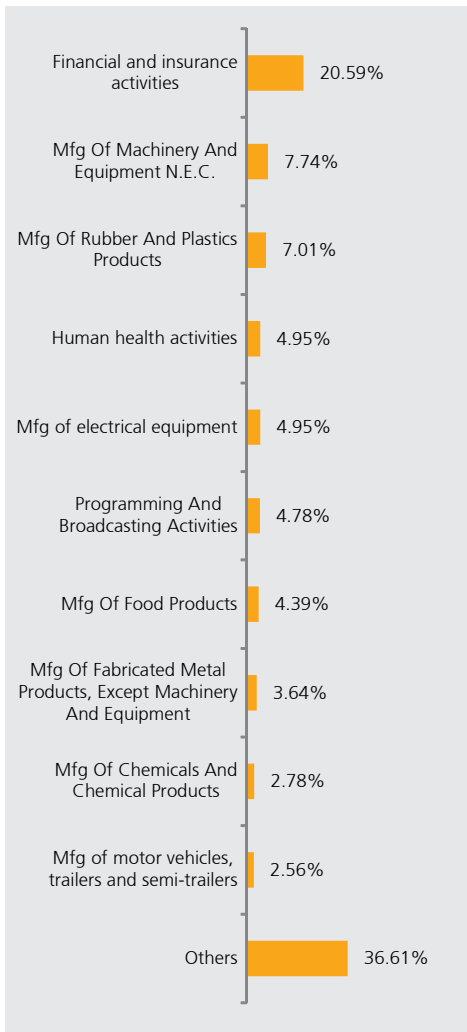 Financial and insurance
activities
20.59%
Mfg Of Machinery And
Equipment N.E.C.
7.74%
Mfg Of Rubber And Plastics
Products
7.01%
Human health activities
4.95%
Mfg of electrical equipment
4.95%
Programming And
Broadcasting Activities
4.78%
Mfg Of Food Products
4.39%
Mfg Of Fabricated Metal
Products, Except Machinery
And Equipment
3.64%
Mfg Of Chemicals And
Chemical Products
2.78%
Mfg of motor vehicles,
trailers and semi-trailers
2.56%
Others
36.61%